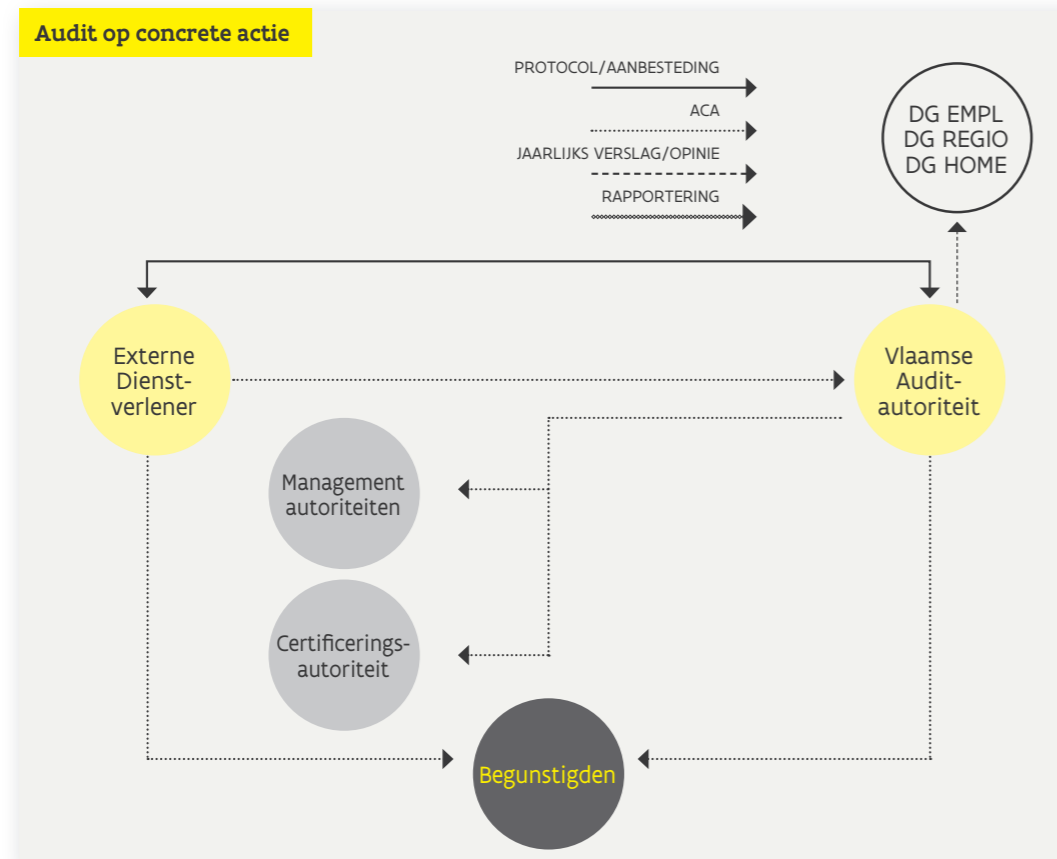 Audit op concrete actie
PROTOCOL/AANBESTEDING
ACA
JAARLIJKS VERSLAG/OPINIE
RAPPORTERING
DG EMPL
DG REGIO
DG HOME
Externe
Dienst-
verlener
Vlaamse
Audit-
autoriteit
Management
autoriteiten
Certificerings-
autoriteit
Begunstigden